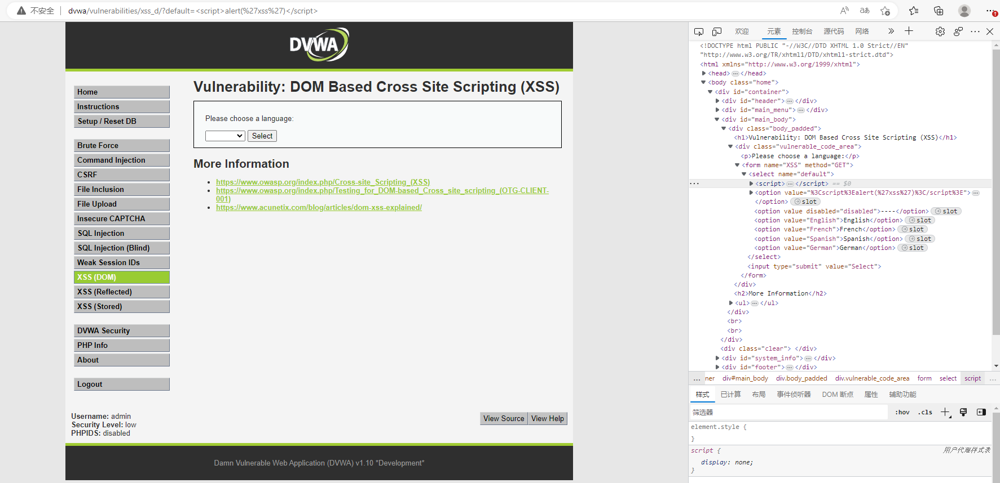 不安全 dvwa/vulnerabilities/xss_d/?default=<script>alert(%27xss%27)</script>
DVWA
Home
Instructions
Setup / Reset DB
Brute Force
Command Injection
CSRF
File Inclusion
File Upload
Insecure CAPTCHA
SQL Injection
SQL Injection (Blind)
Weak Session IDs
XSS (DOM)
XSS (Reflected)
XSS (Stored)
DVWA Security
PHP Info
About
Logout
Vulnerability: DOM Based Cross Site Scripting (XSS)
Please choose a language:
Select
More Information
https://www.owasp.org/index.php/Cross-site_Scripting_(XSS)
https://www.owasp.org/index.php/Testing_for_DOM-based_Cross_site_scripting_(OTG-CLIENT-
001)
https://www.acunetix.com/blog/articles/dom-xss-explained/
Username: admin
Security Level: low
PHPIDS: disabled
View Source View Help
Damn Vulnerable Web Application (DVWA) v1.10 *Development*
欢迎 元素 控制台 源代码 网络
<!DOCTYPE html PUBLIC "-//W3C//DTD XHTML 1.0 Strict//EN"
"http://www.w3.org/TR/xhtml1/DTD/xhtml1-strict.dtd">
<html xmlns="http://www.w3.org/1999/xhtml">
<head>…</head>
<body class="home">
<div id="container">
<div id="header">…</div>
<div id="main_menu">…</div>
<div id="main_body">
<div class="body_padded">
<h1>Vulnerability: DOM Based Cross Site Scripting (XSS)</h1>
<div class="vulnerable_code_area">
<p>Please choose a language:</p>
<form name="XSS" method="GET">
<select name="default">
<script>…</script> == $0
<option value="%3Cscript%3Ealert(%27xss%27)%3C/script%3E">…
</option> slot
<option value disabled="disabled">----</option> slot
<option value="English">English</option> slot
<option value="French">French</option> slot
<option value="Spanish">Spanish</option> slot
<option value="German">German</option> slot
</select>
<input type="submit" value="Select">
</form>
</div>
<h2>More Information</h2>
<ul>…</ul>
</div>
<br>
<br>
</div>
<div class="clear"> </div>
<div id="system_info">…</div>
<div id="footer">…</div>
… ner div#main_body div.body_padded div.vulnerable_code_area form select script …
样式 已计算 布局 事件侦听器 DOM 断点 属性 辅助功能
筛选器 :hov .cls
element.style {
}
script { 用户代理样式表
display: none;
}